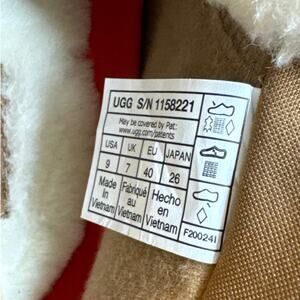 UGG S/N 1158221
May be covered by Pat:
www.ugg.com/patents
USA UK EU JAPAN
9 7 40 26
Made in Vietnam
Fabriqué au Vietnam
Hecho en Vietnam
F20024I